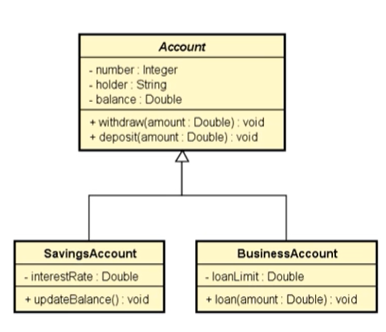 Account
- number : Integer
- holder : String
- balance : Double
+ withdraw(amount : Double) : void
+ deposit(amount : Double) : void
SavingsAccount
- interestRate : Double
+ updateBalance() : void
BusinessAccount
- loanLimit : Double
+ loan(amount : Double) : void